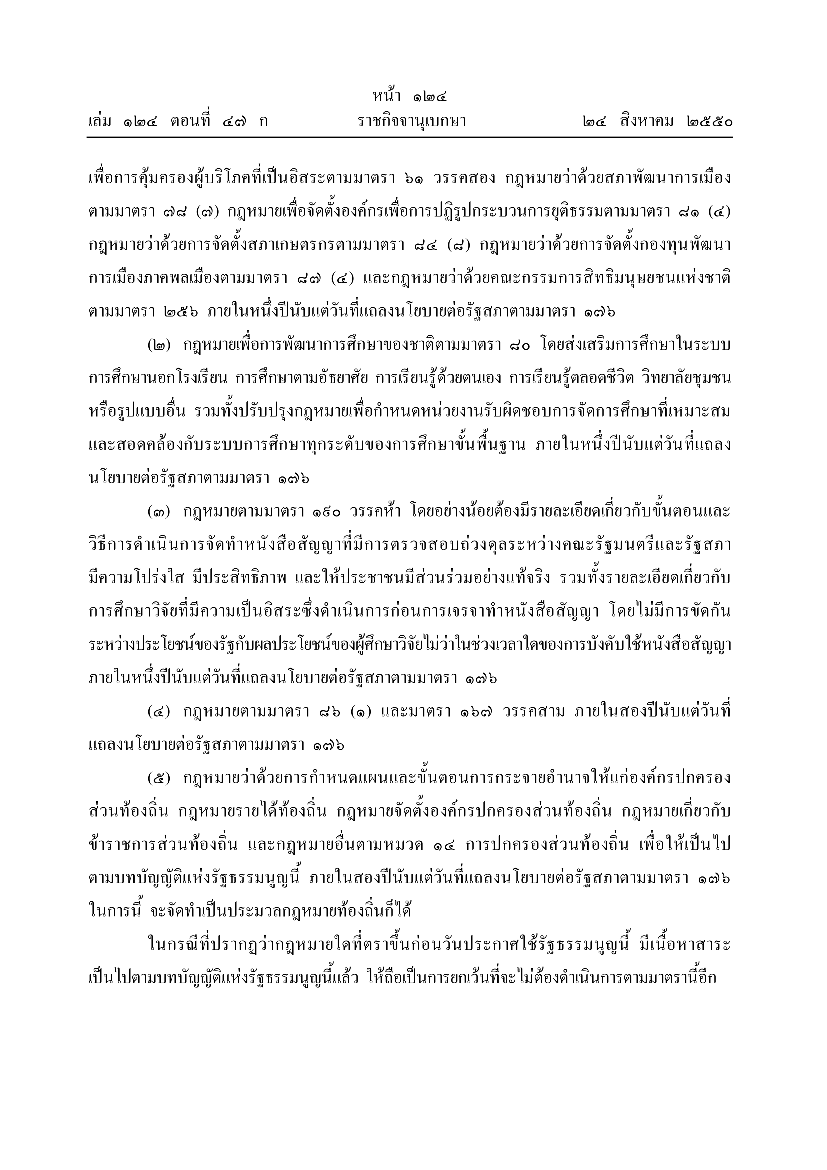 หน้า ๑๒๔
เล่ม ๑๒๔ ตอนที่ ๔๗ ก ราชกิจจานุเบกษา ๒๔ สิงหาคม ๒๕๕๐
เพื่อการคุ้มครองผู้บริโภคที่เป็นอิสระตามมาตรา ๖๑ วรรคสอง กฎหมายว่าด้วยสภาพัฒนาการเมือง
ตามมาตรา ๗๘ (๗) กฎหมายเพื่อจัดตั้งองค์กรเพื่อการปฏิรูปกระบวนการยุติธรรมตามมาตรา ๘๑ (๔)
กฎหมายว่าด้วยการจัดตั้งสภาเกษตรกรตามมาตรา ๘๔ (๘) กฎหมายว่าด้วยการจัดตั้งกองทุนพัฒนา
การเมืองภาคพลเมืองตามมาตรา ๘๗ (๔) และกฎหมายว่าด้วยคณะกรรมการสิทธิมนุษยชนแห่งชาติ
ตามมาตรา ๒๕๖ ภายในหนึ่งปีนับแต่วันที่แถลงนโยบายต่อรัฐสภาตามมาตรา ๑๗๖
(๒) กฎหมายเพื่อการพัฒนาการศึกษาของชาติตามมาตรา ๘๐ โดยส่งเสริมการศึกษาในระบบ
การศึกษานอกโรงเรียน การศึกษาตามอัธยาศัย การเรียนรู้ด้วยตนเอง การเรียนรู้ตลอดชีวิต วิทยาลัยชุมชน
หรือรูปแบบอื่น รวมทั้งปรับปรุงกฎหมายเพื่อกำหนดหน่วยงานรับผิดชอบการจัดการศึกษาที่เหมาะสม
และสอดคล้องกับระบบการศึกษาทุกระดับของการศึกษาขั้นพื้นฐาน ภายในหนึ่งปีนับแต่วันที่แถลง
นโยบายต่อรัฐสภาตามมาตรา ๑๗๖
(๓) กฎหมายตามมาตรา ๑๙๐ วรรคห้า โดยอย่างน้อยต้องมีรายละเอียดเกี่ยวกับขั้นตอนและ
วิธีการดำเนินการจัดทำหนังสือสัญญาที่มีการตรวจสอบถ่วงดุลระหว่างคณะรัฐมนตรีและรัฐสภา
มีความโปร่งใส มีประสิทธิภาพ และให้ประชาชนมีส่วนร่วมอย่างแท้จริง รวมทั้งรายละเอียดเกี่ยวกับ
การศึกษาวิจัยที่มีความเป็นอิสระซึ่งดำเนินการก่อนการเจรจาทำหนังสือสัญญา โดยไม่มีการขัดกัน
ระหว่างประโยชน์ของรัฐกับผลประโยชน์ของผู้ศึกษาวิจัยไม่ว่าในช่วงเวลาใดของการบังคับใช้หนังสือสัญญา
ภายในหนึ่งปีนับแต่วันที่แถลงนโยบายต่อรัฐสภาตามมาตรา ๑๗๖
(๔) กฎหมายตามมาตรา ๘๖ (๑) และมาตรา ๑๖๗ วรรคสาม ภายในสองปีนับแต่วันที่
แถลงนโยบายต่อรัฐสภาตามมาตรา ๑๗๖
(๕) กฎหมายว่าด้วยการกำหนดแผนและขั้นตอนการกระจายอำนาจให้แก่องค์กรปกครอง
ส่วนท้องถิ่น กฎหมายรายได้ท้องถิ่น กฎหมายจัดตั้งองค์กรปกครองส่วนท้องถิ่น กฎหมายเกี่ยวกับ
ข้าราชการส่วนท้องถิ่น และกฎหมายอื่นตามหมวด ๑๔ การปกครองส่วนท้องถิ่น เพื่อให้เป็นไป
ตามบทบัญญัติแห่งรัฐธรรมนูญนี้ ภายในสองปีนับแต่วันที่แถลงนโยบายต่อรัฐสภาตามมาตรา ๑๗๖
ในการนี้ จะจัดทำเป็นประมวลกฎหมายท้องถิ่นก็ได้
ในกรณีที่ปรากฏว่ากฎหมายใดที่ตราขึ้นก่อนวันประกาศใช้รัฐธรรมนูญนี้ มีเนื้อหาสาระ
เป็นไปตามบทบัญญัติแห่งรัฐธรรมนูญนี้แล้ว ให้ถือเป็นการยกเว้นที่จะไม่ต้องดำเนินการตามมาตรานี้อีก